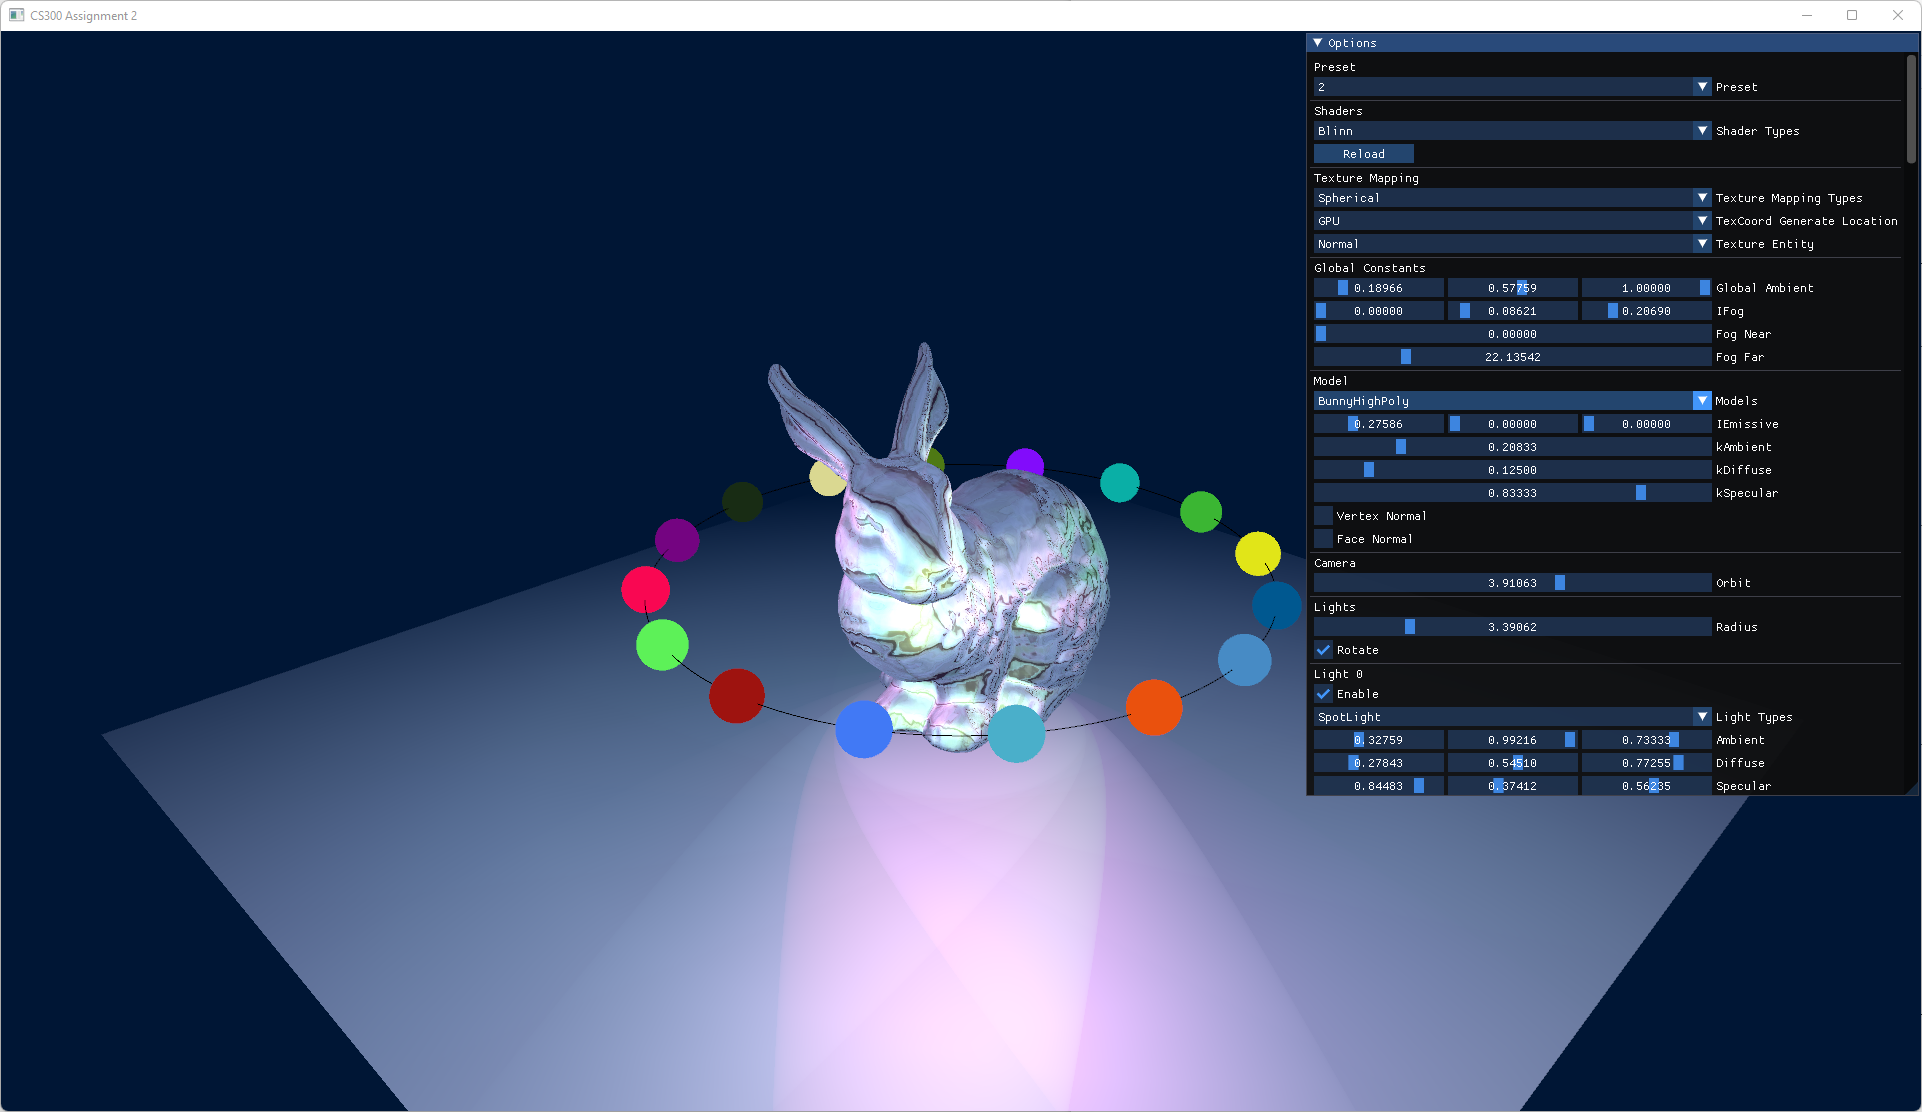 CS300 Assignment 2
Options
Preset
2 Preset
Shaders
Blinn Shader Types
Reload
Texture Mapping
Spherical Texture Mapping Types
GPU TexCoord Generate Location
Normal Texture Entity
Global Constants
0.18966 0.57759 1.00000 Global Ambient
0.00000 0.08621 0.20690 IFog
0.00000 Fog Near
22.13542 Fog Far
Model
BunnyHighPoly Models
0.27586 0.00000 0.00000 IEmissive
0.20833 kAmbient
0.12500 kDiffuse
0.83333 kSpecular
Vertex Normal
Face Normal
Camera
3.91063 Orbit
Lights
3.39062 Radius
Rotate
Light 0
Enable
SpotLight Light Types
0.32759 0.99216 0.73333 Ambient
0.27843 0.54510 0.77255 Diffuse
0.84483 0.37412 0.56235 Specular